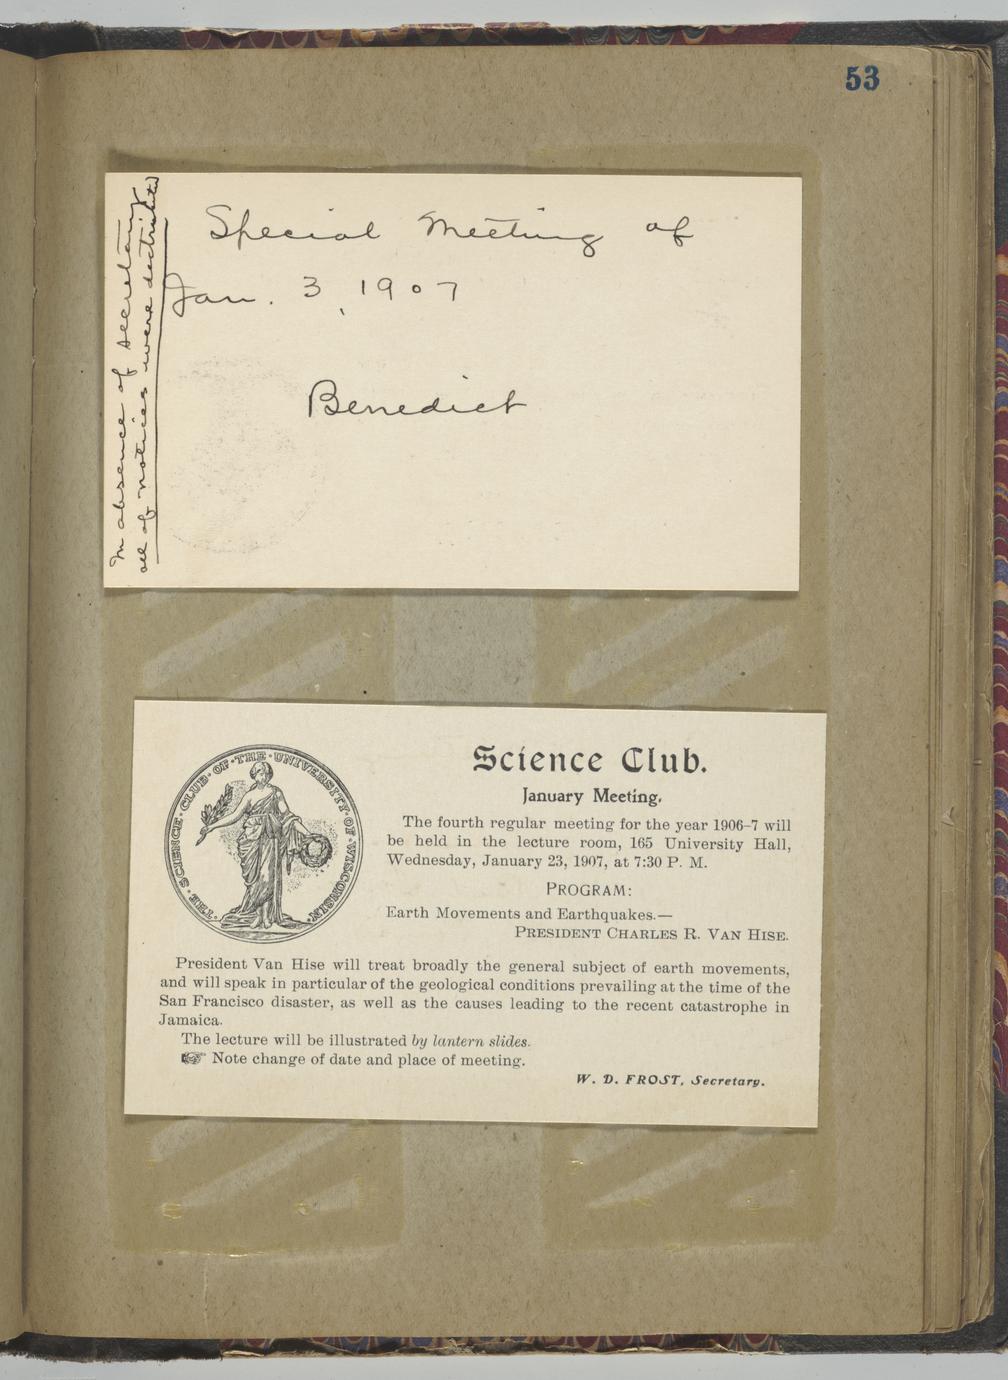 53
Special Meeting of
Jan. 3, 1907
Benedict
In absence of secretary
all of notices were distributed
THE · SCIENCE · CLUB · OF · THE · UNIVERSITY · OF · WISCONSIN ·
Science Club.
January Meeting.
The fourth regular meeting for the year 1906–7 will
be held in the lecture room, 165 University Hall,
Wednesday, January 23, 1907, at 7:30 P. M.
PROGRAM:
Earth Movements and Earthquakes.—
PRESIDENT CHARLES R. VAN HISE.
President Van Hise will treat broadly the general subject of earth movements,
and will speak in particular of the geological conditions prevailing at the time of the
San Francisco disaster, as well as the causes leading to the recent catastrophe in
Jamaica.
The lecture will be illustrated by lantern slides.
☞ Note change of date and place of meeting.
W. D. FROST, Secretary.